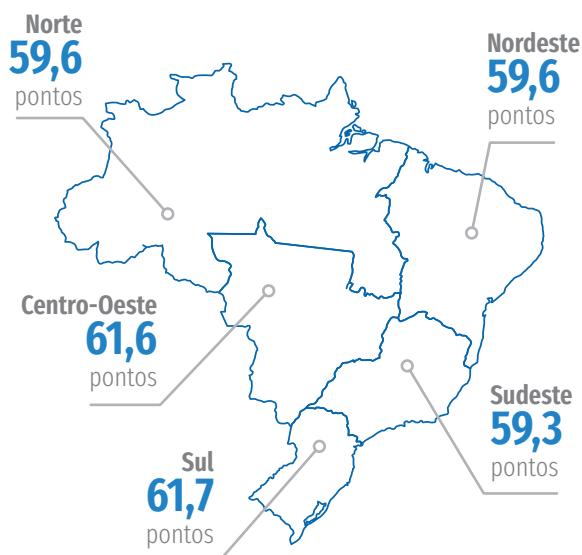 Norte
59,6
pontos
Nordeste
59,6
pontos
Centro-Oeste
61,6
pontos
Sudeste
59,3
pontos
Sul
61,7
pontos